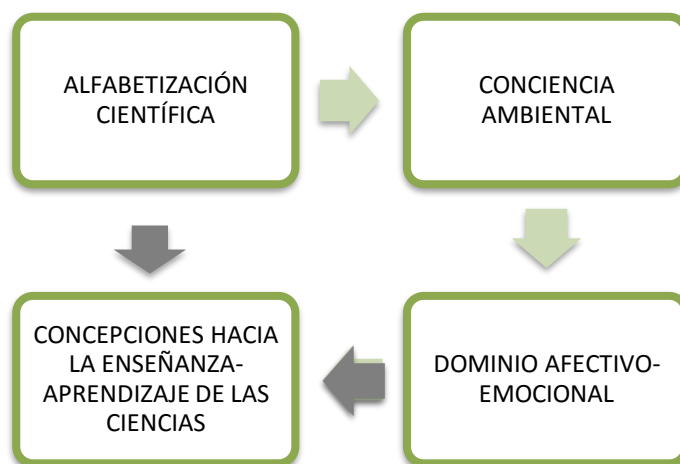 ALFABETIZACIÓN
CIENTÍFICA
CONCIENCIA
AMBIENTAL
CONCEPCIONES HACIA
LA ENSEÑANZA-
APRENDIZAJE DE LAS
CIENCIAS
DOMINIO AFECTIVO-
EMOCIONAL